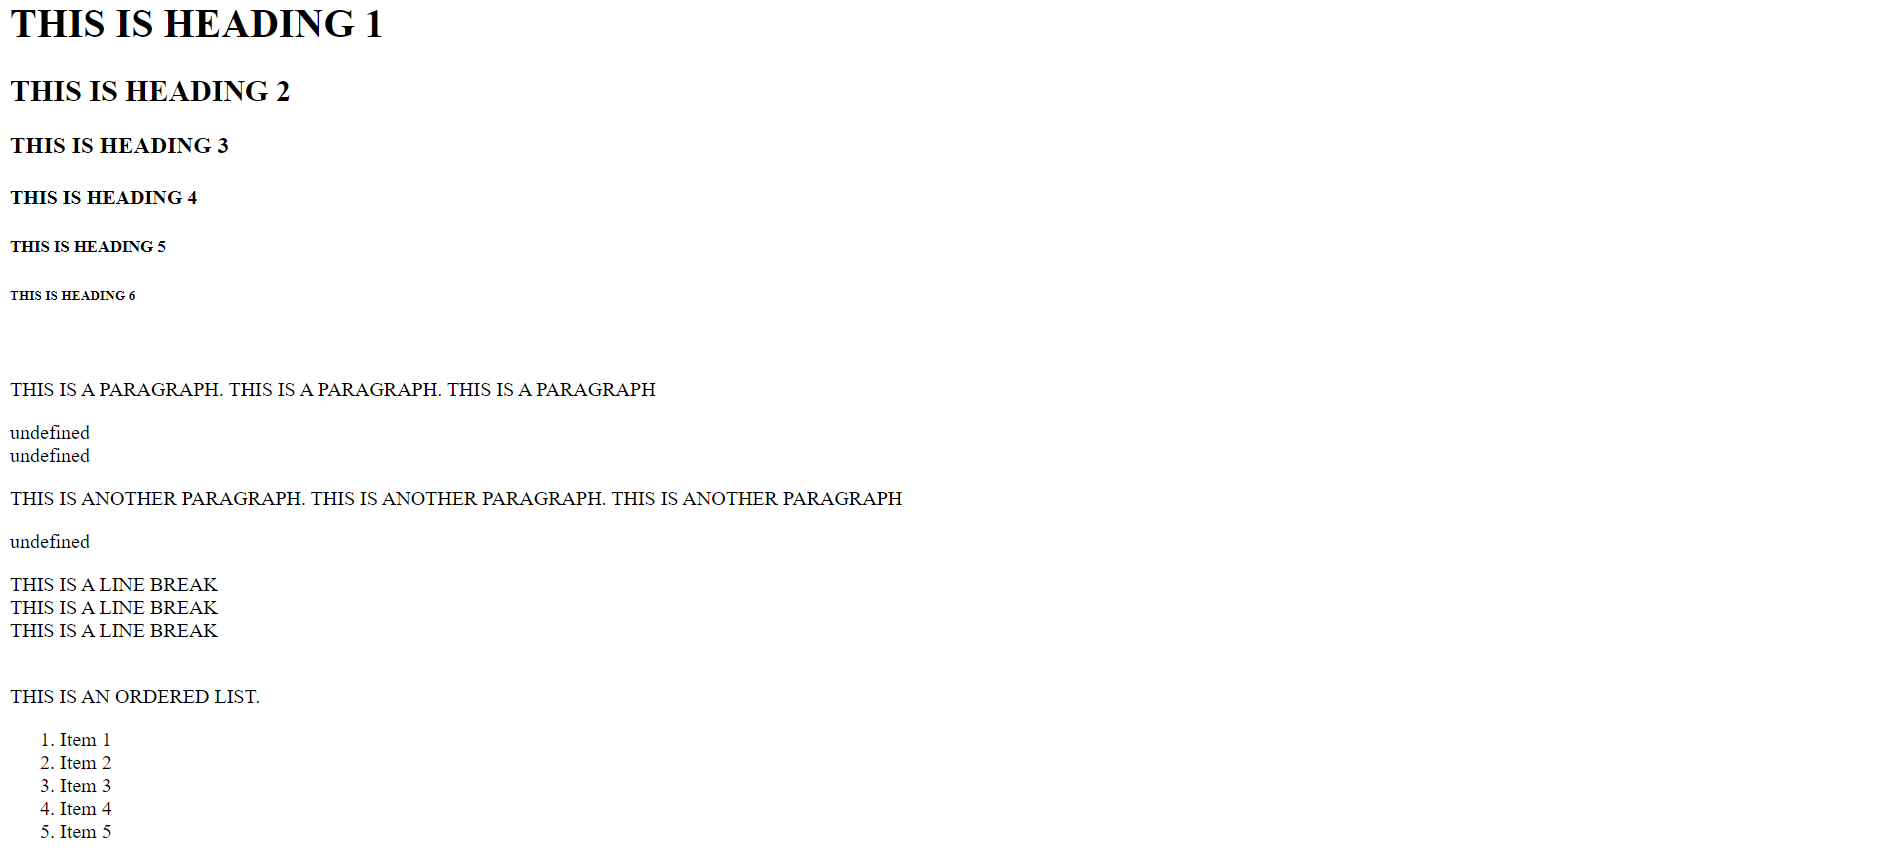 THIS IS HEADING 1
THIS IS HEADING 2
THIS IS HEADING 3
THIS IS HEADING 4
THIS IS HEADING 5
THIS IS HEADING 6
THIS IS A PARAGRAPH. THIS IS A PARAGRAPH. THIS IS A PARAGRAPH
undefined
undefined
THIS IS ANOTHER PARAGRAPH. THIS IS ANOTHER PARAGRAPH. THIS IS ANOTHER PARAGRAPH
undefined
THIS IS A LINE BREAK
THIS IS A LINE BREAK
THIS IS A LINE BREAK
THIS IS AN ORDERED LIST.
1. Item 1
2. Item 2
3. Item 3
4. Item 4
5. Item 5